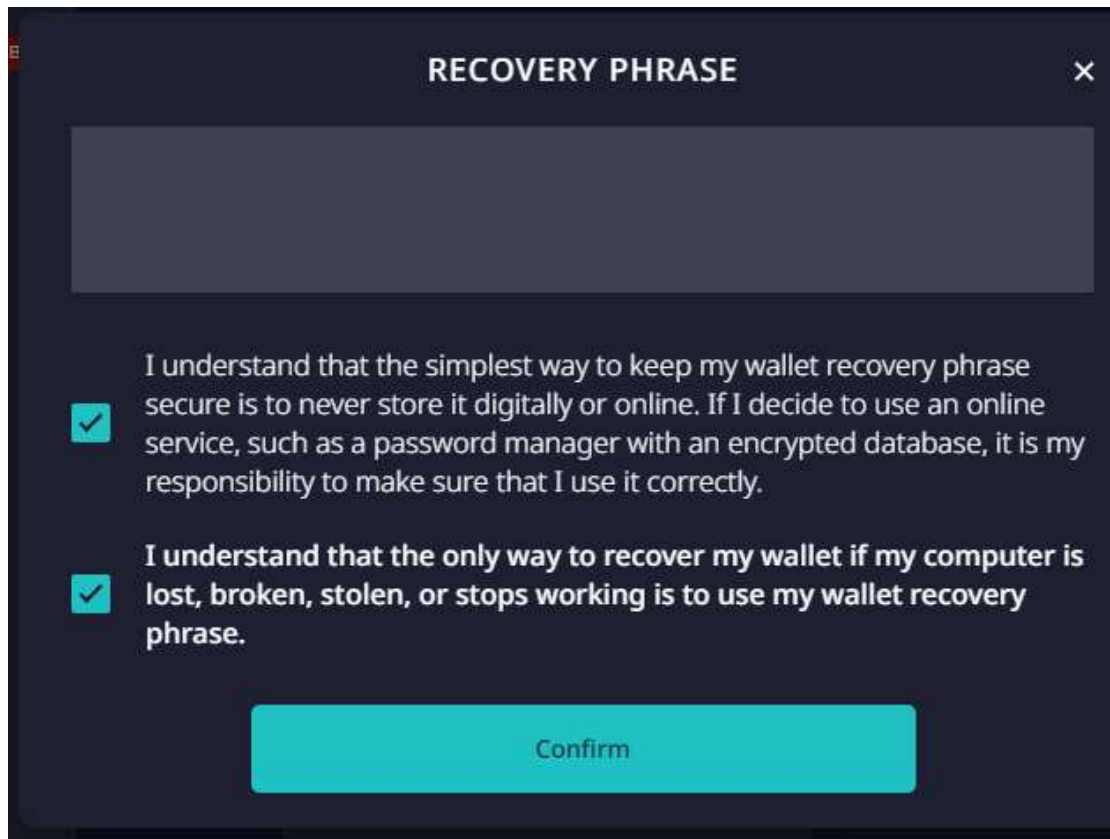 RECOVERY PHRASE
I understand that the simplest way to keep my wallet recovery phrase
secure is to never store it digitally or online. If I decide to use an online
service, such as a password manager with an encrypted database, it is my
responsibility to make sure that I use it correctly.
I understand that the only way to recover my wallet if my computer is
lost, broken, stolen, or stops working is to use my wallet recovery
phrase.
Confirm